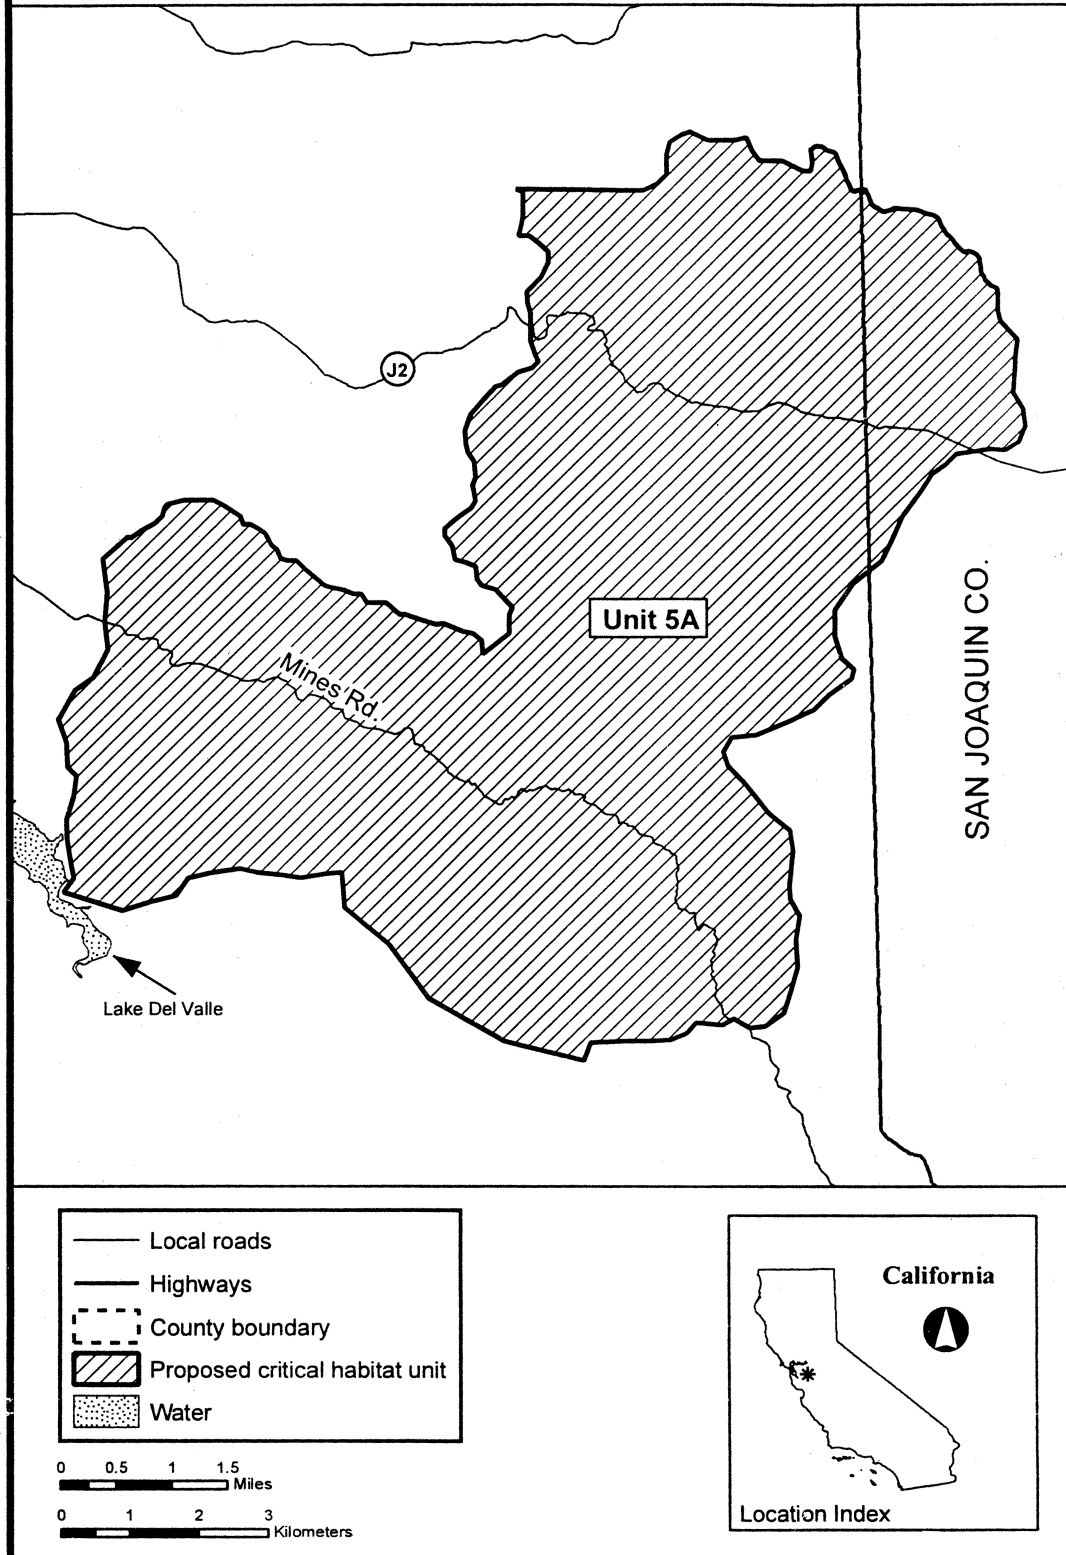 J2
Unit 5A
Mines Rd.
SAN JOAQUIN CO.
Lake Del Valle
Local roads
Highways
County boundary
Proposed critical habitat unit
Water
0 0.5 1 1.5
Miles
0 1 2 3
Kilometers
California
Location Index